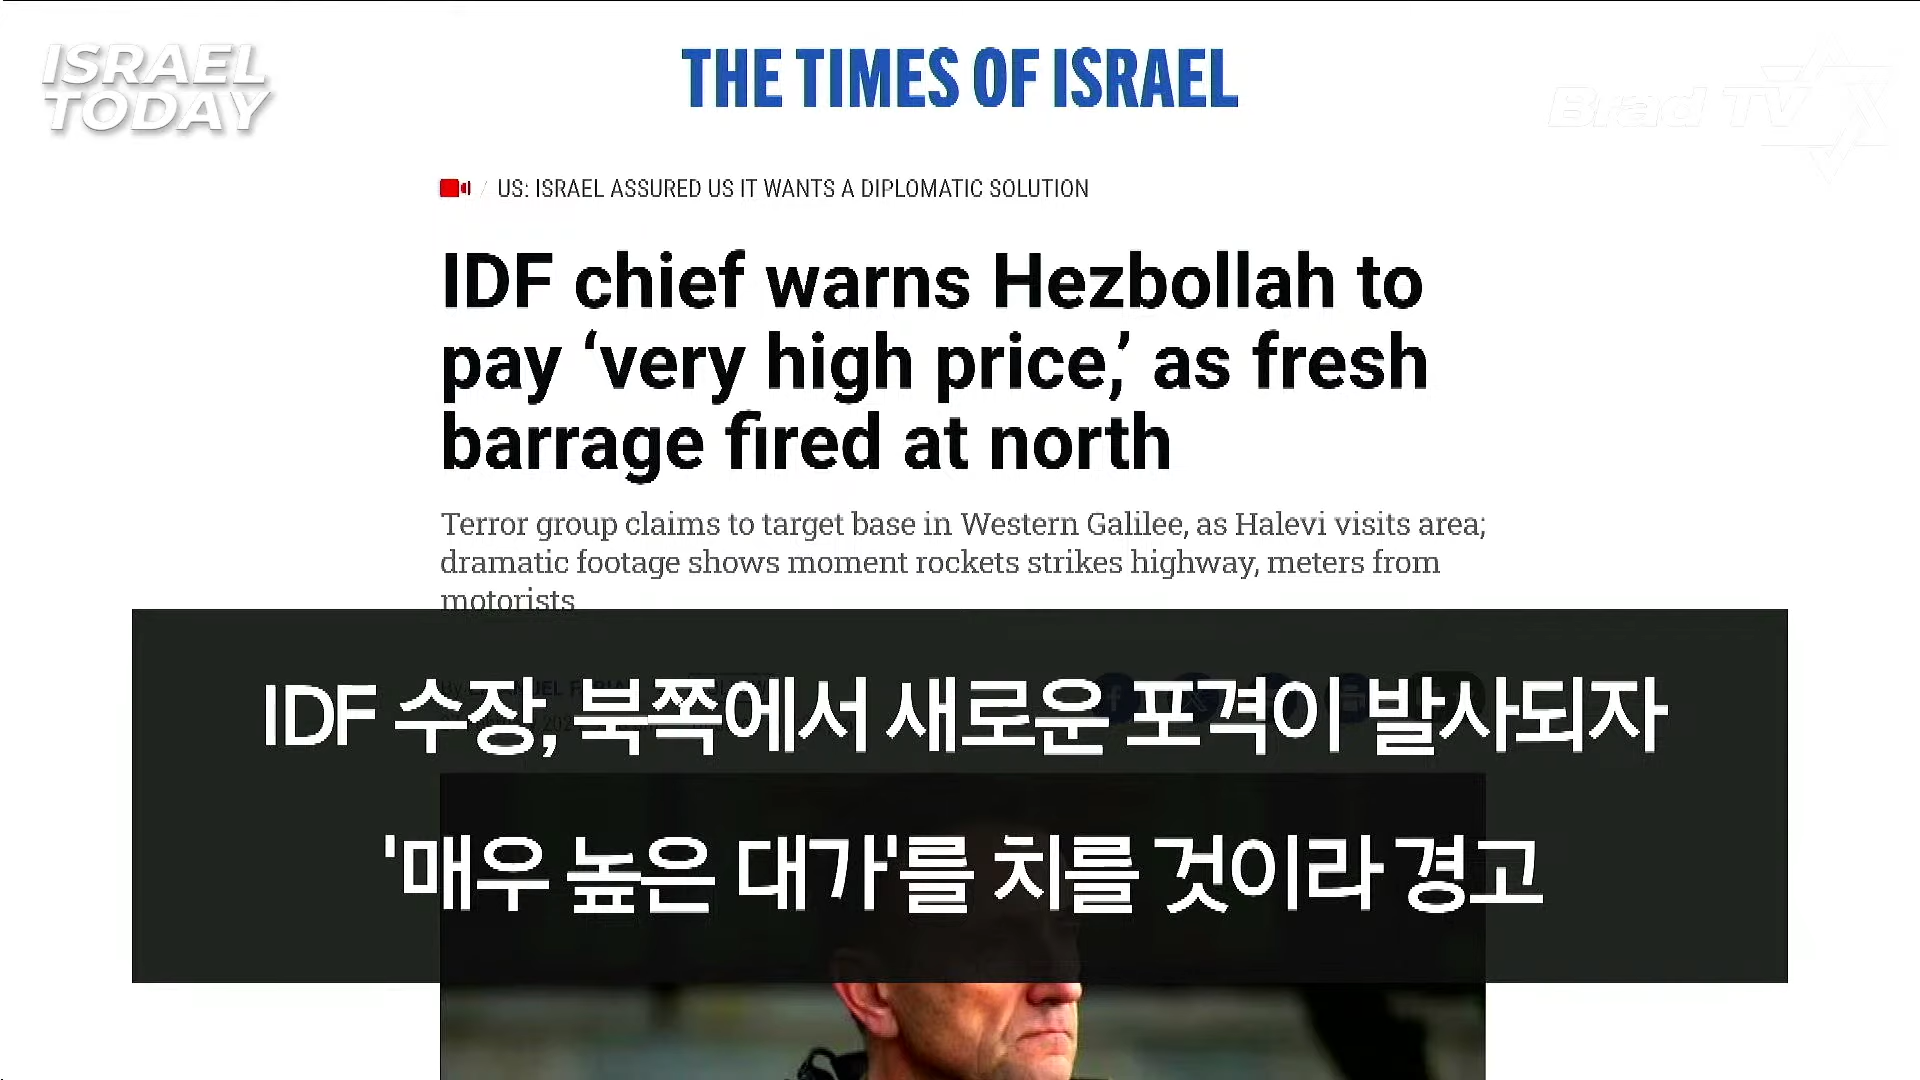 ISRAEL
TODAY
THE TIMES OF ISRAEL
Brad TV
/ US: ISRAEL ASSURED US IT WANTS A DIPLOMATIC SOLUTION
IDF chief warns Hezbollah to
pay ‘very high price,’ as fresh
barrage fired at north
Terror group claims to target base in Western Galilee, as Halevi visits area;
dramatic footage shows moment rockets strikes highway, meters from
motorists
IDF 수장, 북쪽에서 새로운 포격이 발사되자
'매우 높은 대가'를 치를 것이라 경고